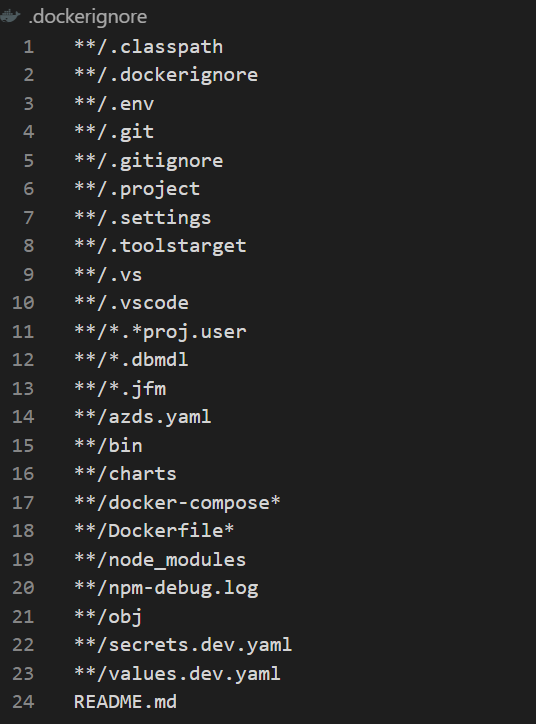 .dockerignore
1 **/.classpath
2 **/.dockerignore
3 **/.env
4 **/.git
5 **/.gitignore
6 **/.project
7 **/.settings
8 **/.toolstarget
9 **/.vs
10 **/.vscode
11 **/*.*proj.user
12 **/*.dbmdl
13 **/*.jfm
14 **/azds.yaml
15 **/bin
16 **/charts
17 **/docker-compose*
18 **/Dockerfile*
19 **/node_modules
20 **/npm-debug.log
21 **/obj
22 **/secrets.dev.yaml
23 **/values.dev.yaml
24 README.md